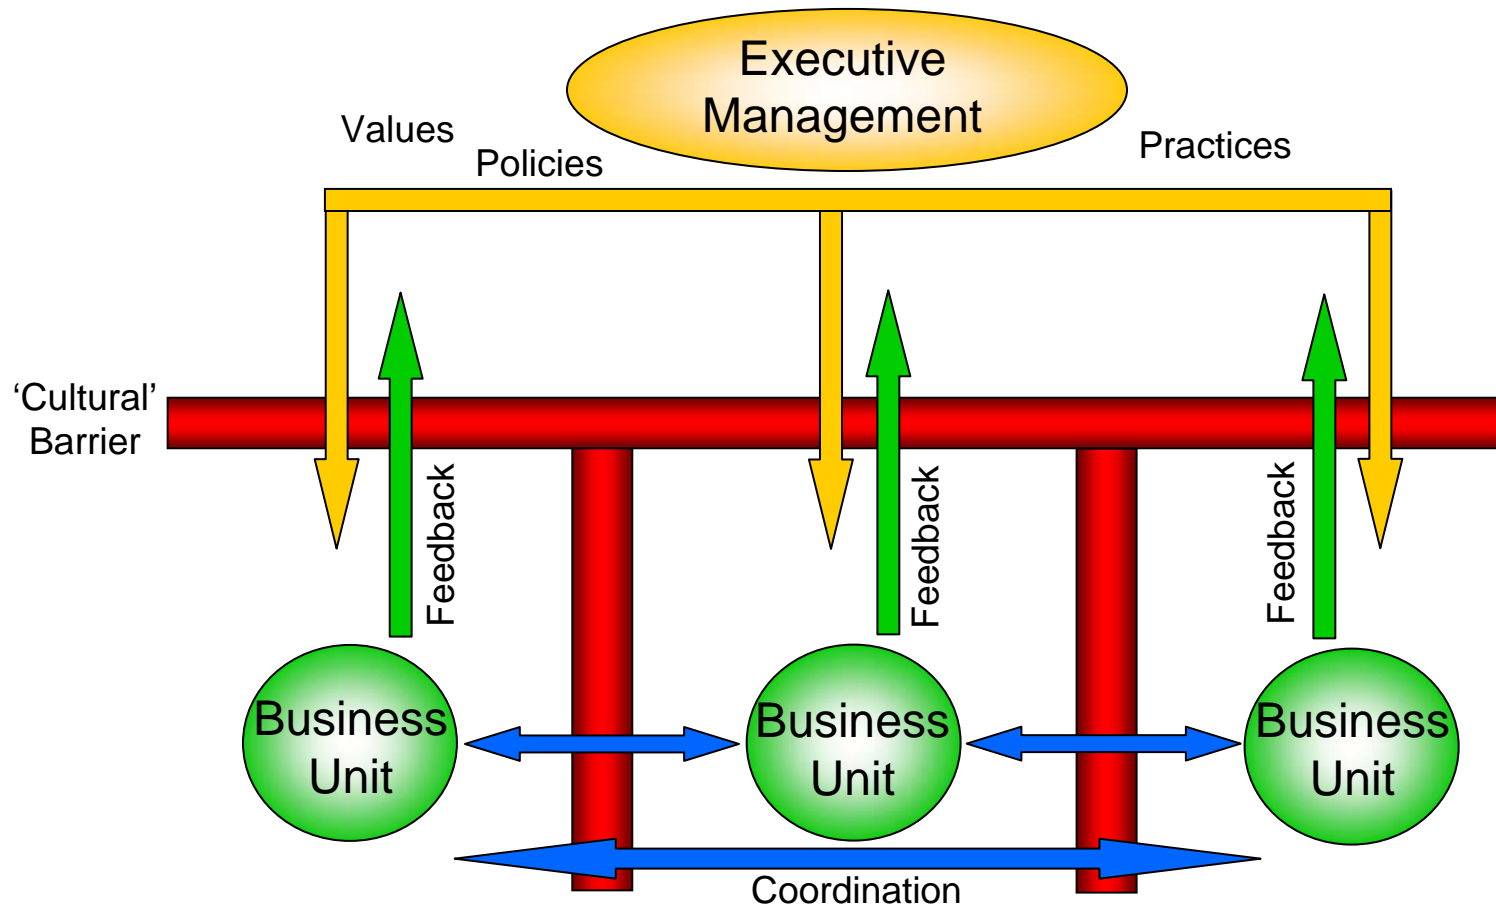 Executive
Management
Values
Policies
Practices
‘Cultural’
Barrier
Feedback
Feedback
Feedback
Business
Unit
Business
Unit
Business
Unit
Coordination